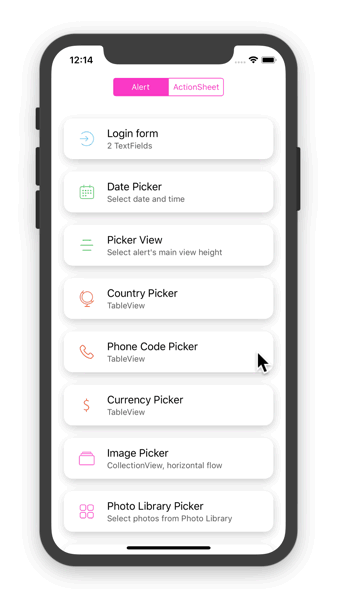 12:14
Alert
ActionSheet
Login form
2 TextFields
Date Picker
Select date and time
Picker View
Select alert's main view height
Country Picker
TableView
Phone Code Picker
TableView
Currency Picker
TableView
Image Picker
CollectionView, horizontal flow
Photo Library Picker
Select photos from Photo Library